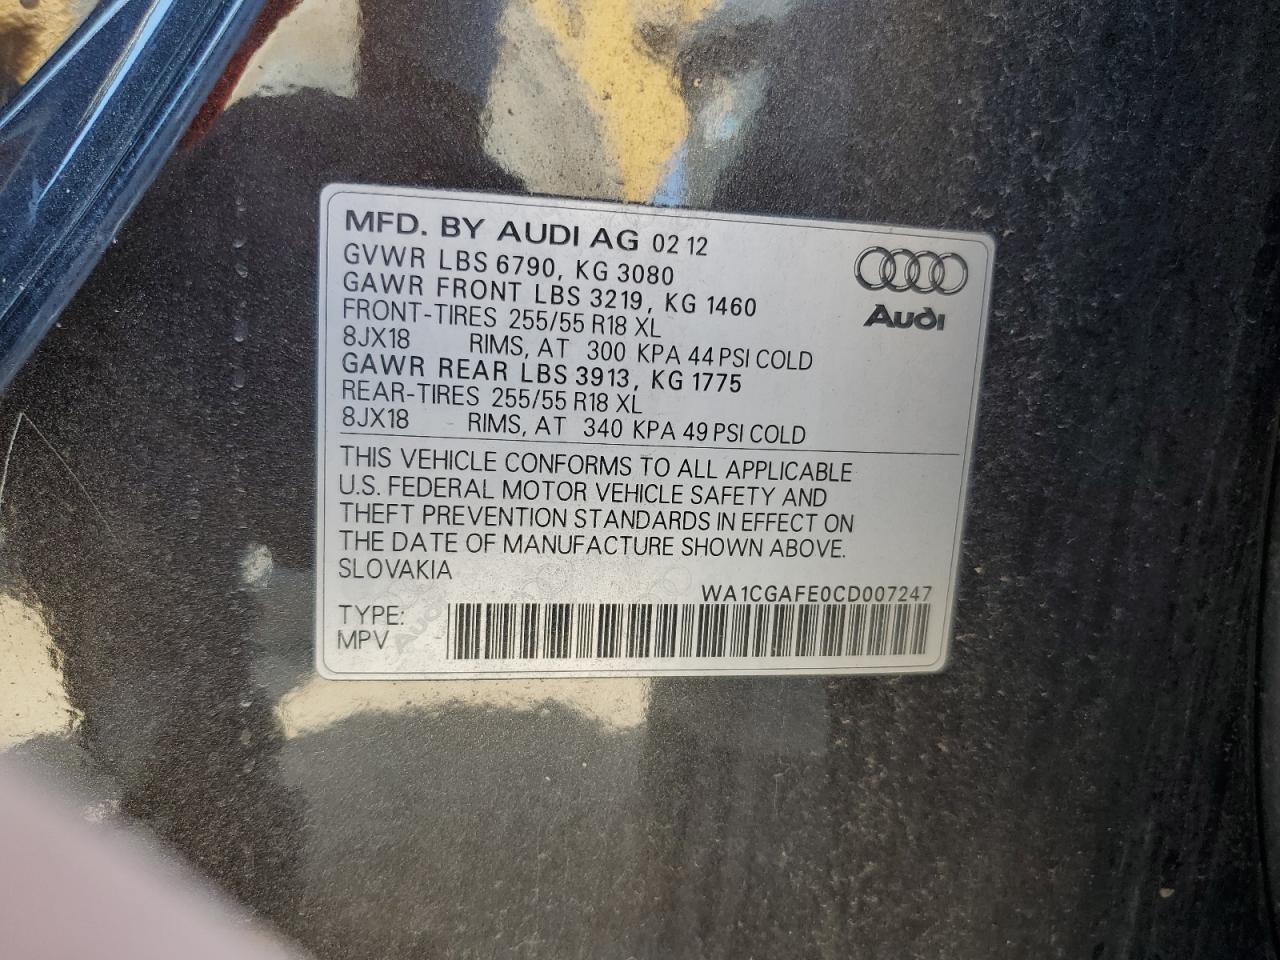 MFD. BY AUDI AG 02 12
GVWR LBS 6790, KG 3080
GAWR FRONT LBS 3219, KG 1460
FRONT-TIRES 255/55 R18 XL
8JX18 RIMS, AT 300 KPA 44 PSI COLD
GAWR REAR LBS 3913, KG 1775
REAR-TIRES 255/55 R18 XL
8JX18 RIMS, AT 340 KPA 49 PSI COLD
Audi
THIS VEHICLE CONFORMS TO ALL APPLICABLE
U.S. FEDERAL MOTOR VEHICLE SAFETY AND
THEFT PREVENTION STANDARDS IN EFFECT ON
THE DATE OF MANUFACTURE SHOWN ABOVE.
SLOVAKIA
WA1CGAFE0CD007247
TYPE:
MPV